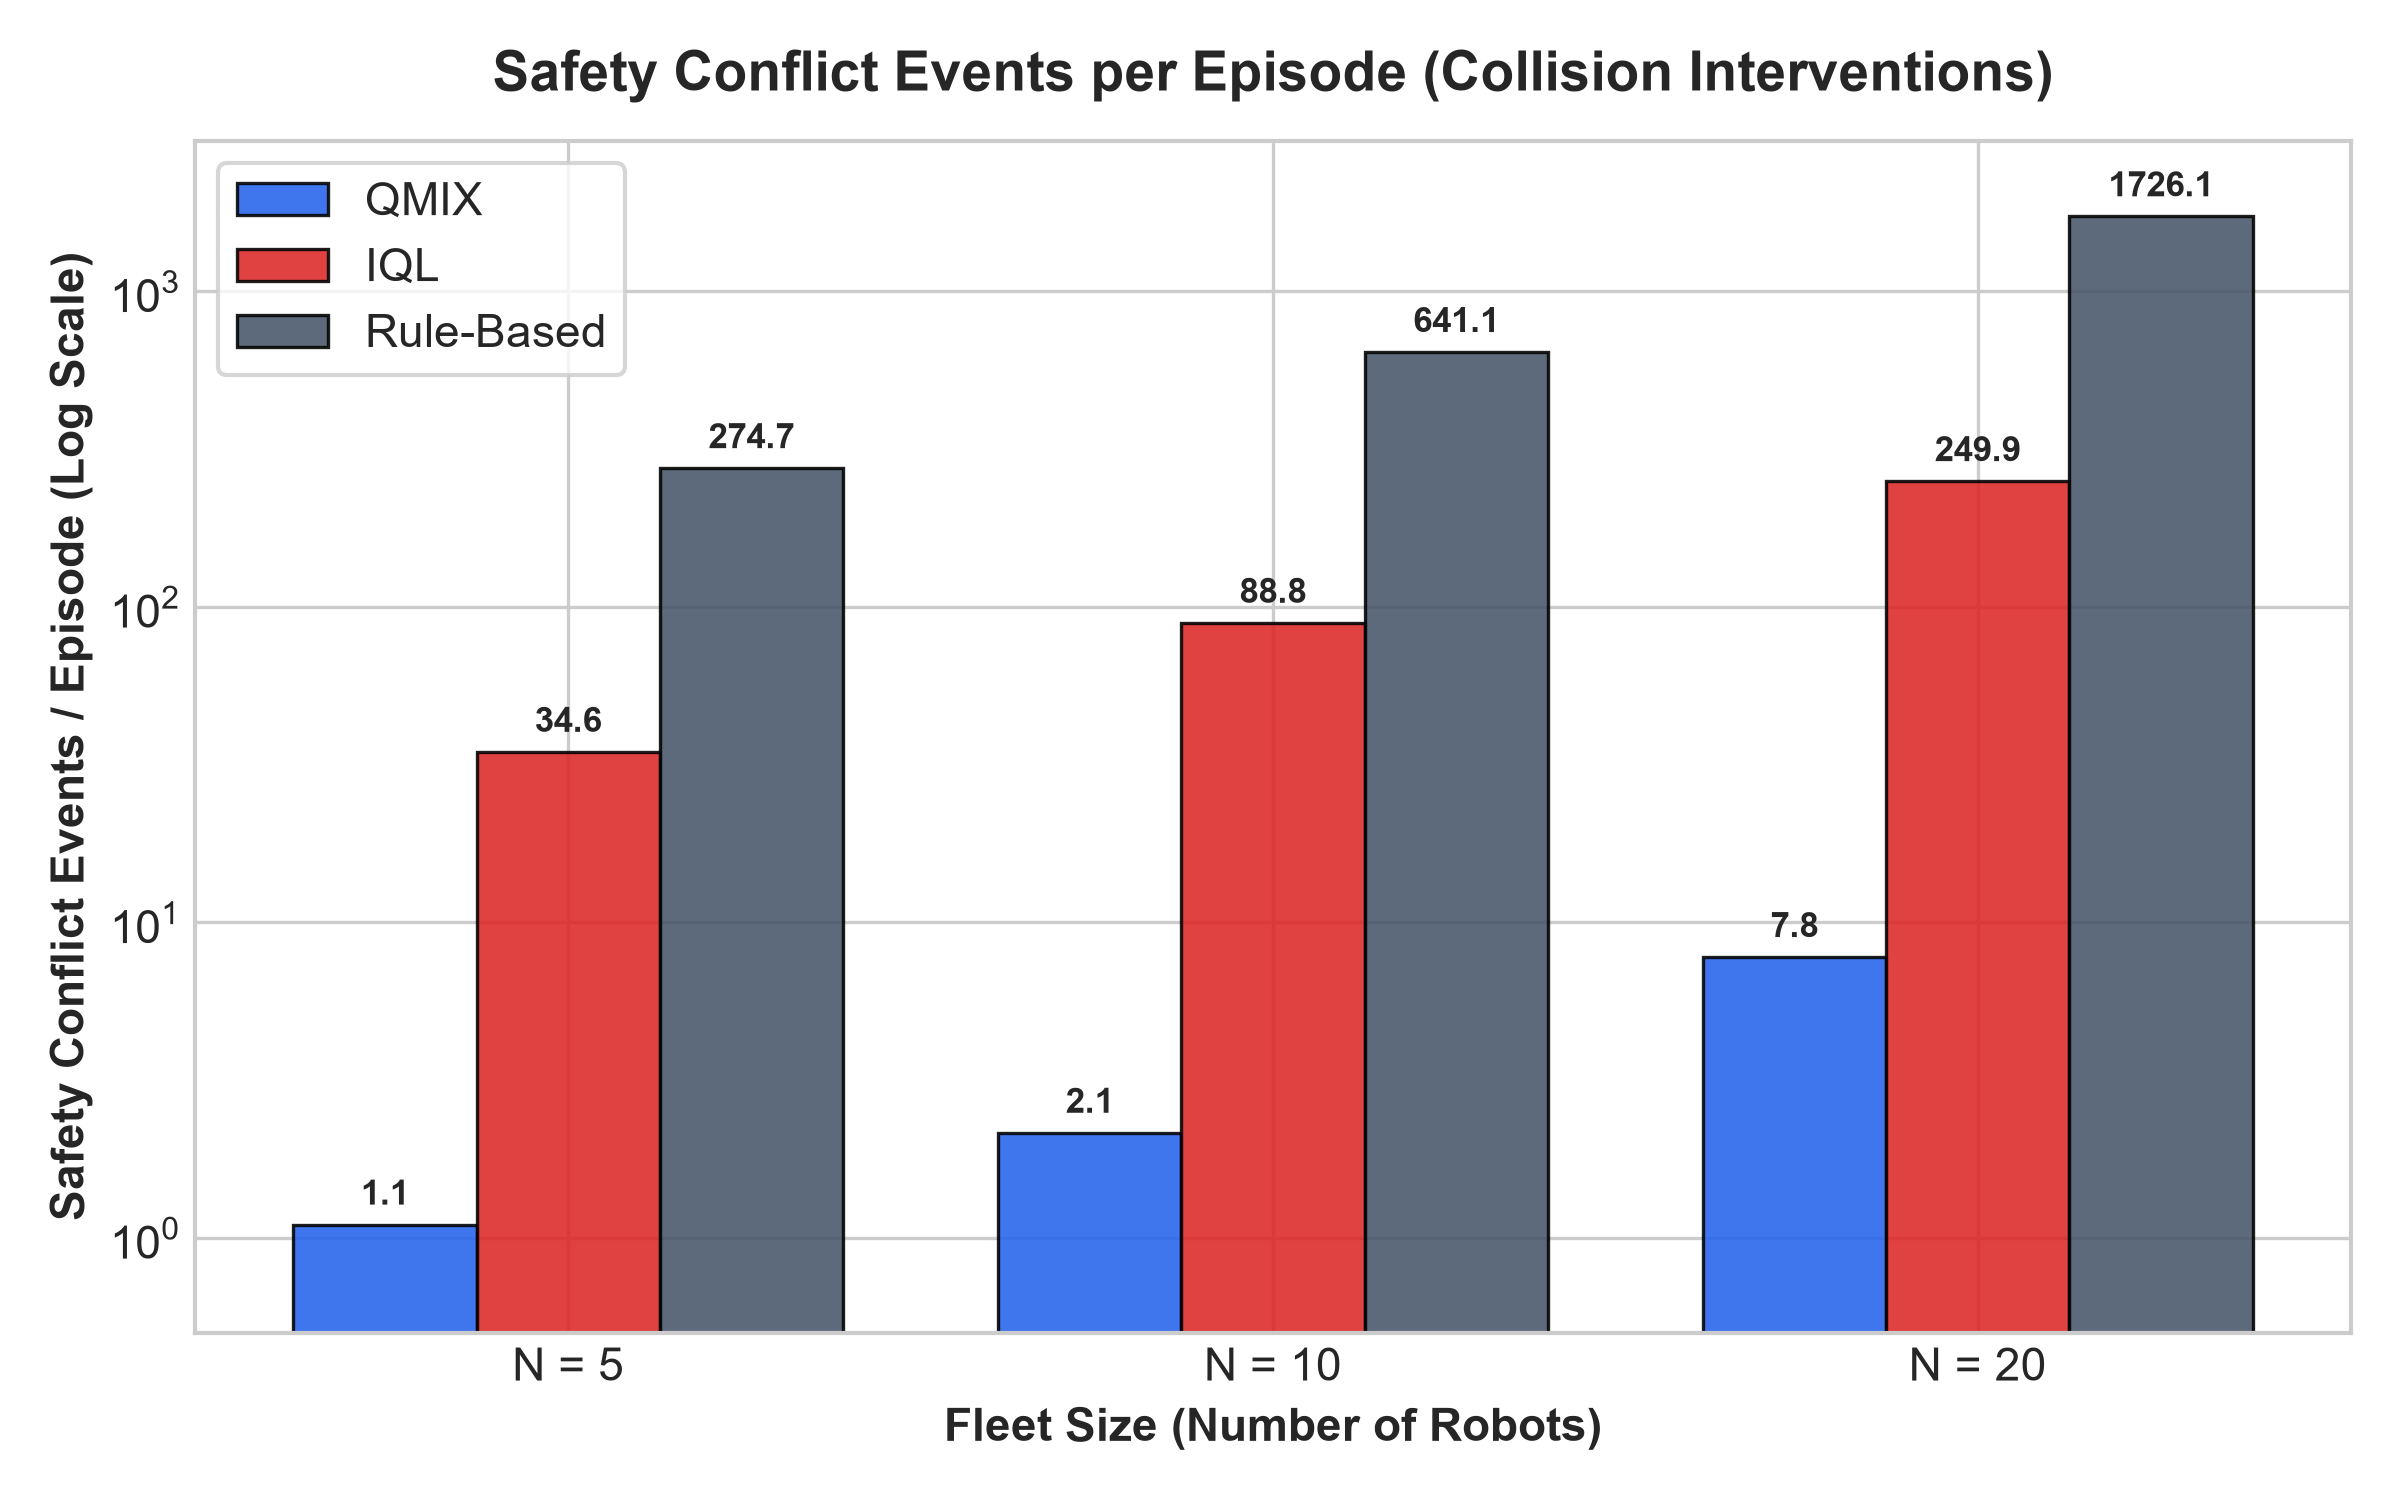 Safety Conflict Events per Episode (Collision Interventions)
QMIX
IQL
Rule-Based
Safety Conflict Events / Episode (Log Scale)
10³
10²
10¹
10⁰
1.1
34.6
274.7
2.1
88.8
641.1
7.8
249.9
1726.1
N = 5
N = 10
N = 20
Fleet Size (Number of Robots)